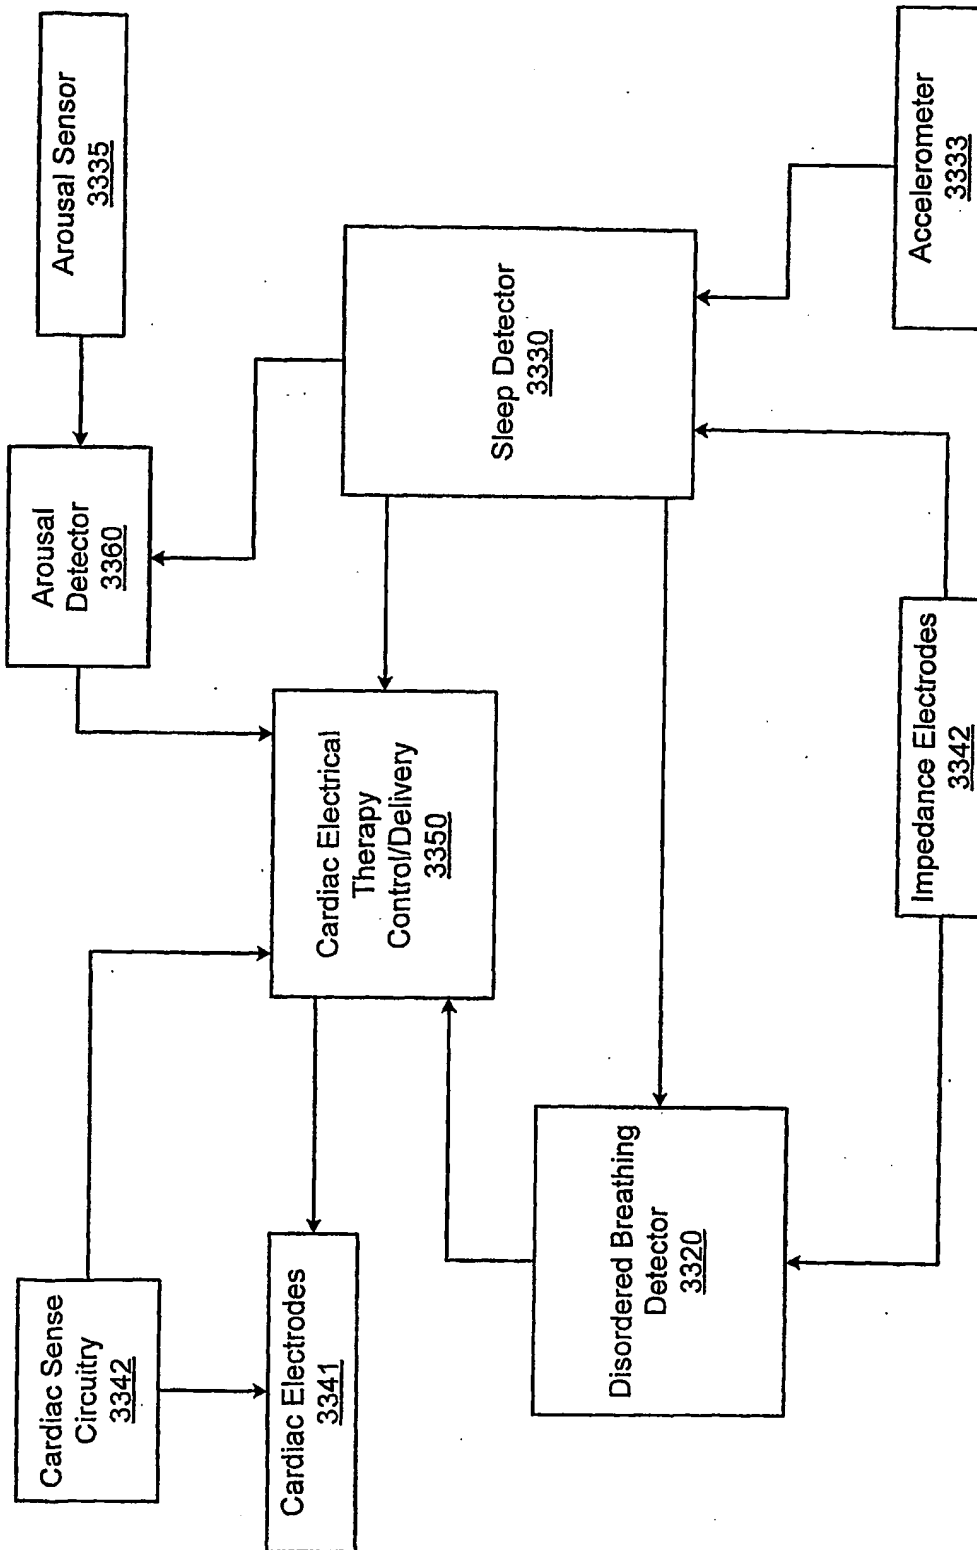 Cardiac Sense
Circuitry
3342
Arousal
Detector
3360
Arousal Sensor
3335
Cardiac Electrodes
3341
Cardiac Electrical
Therapy
Control/Delivery
3350
Sleep Detector
3330
Disordered Breathing
Detector
3320
Impedance Electrodes
3342
Accelerometer
3333